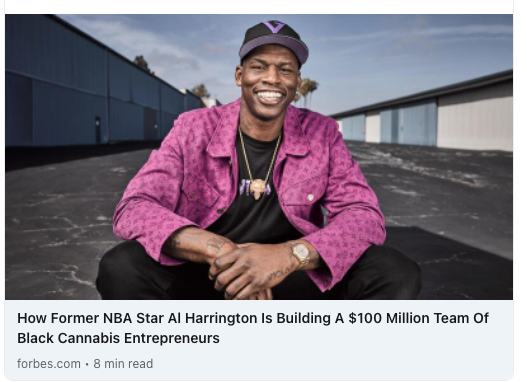 How Former NBA Star Al Harrington Is Building A $100 Million Team Of
Black Cannabis Entrepreneurs
forbes.com • 8 min read